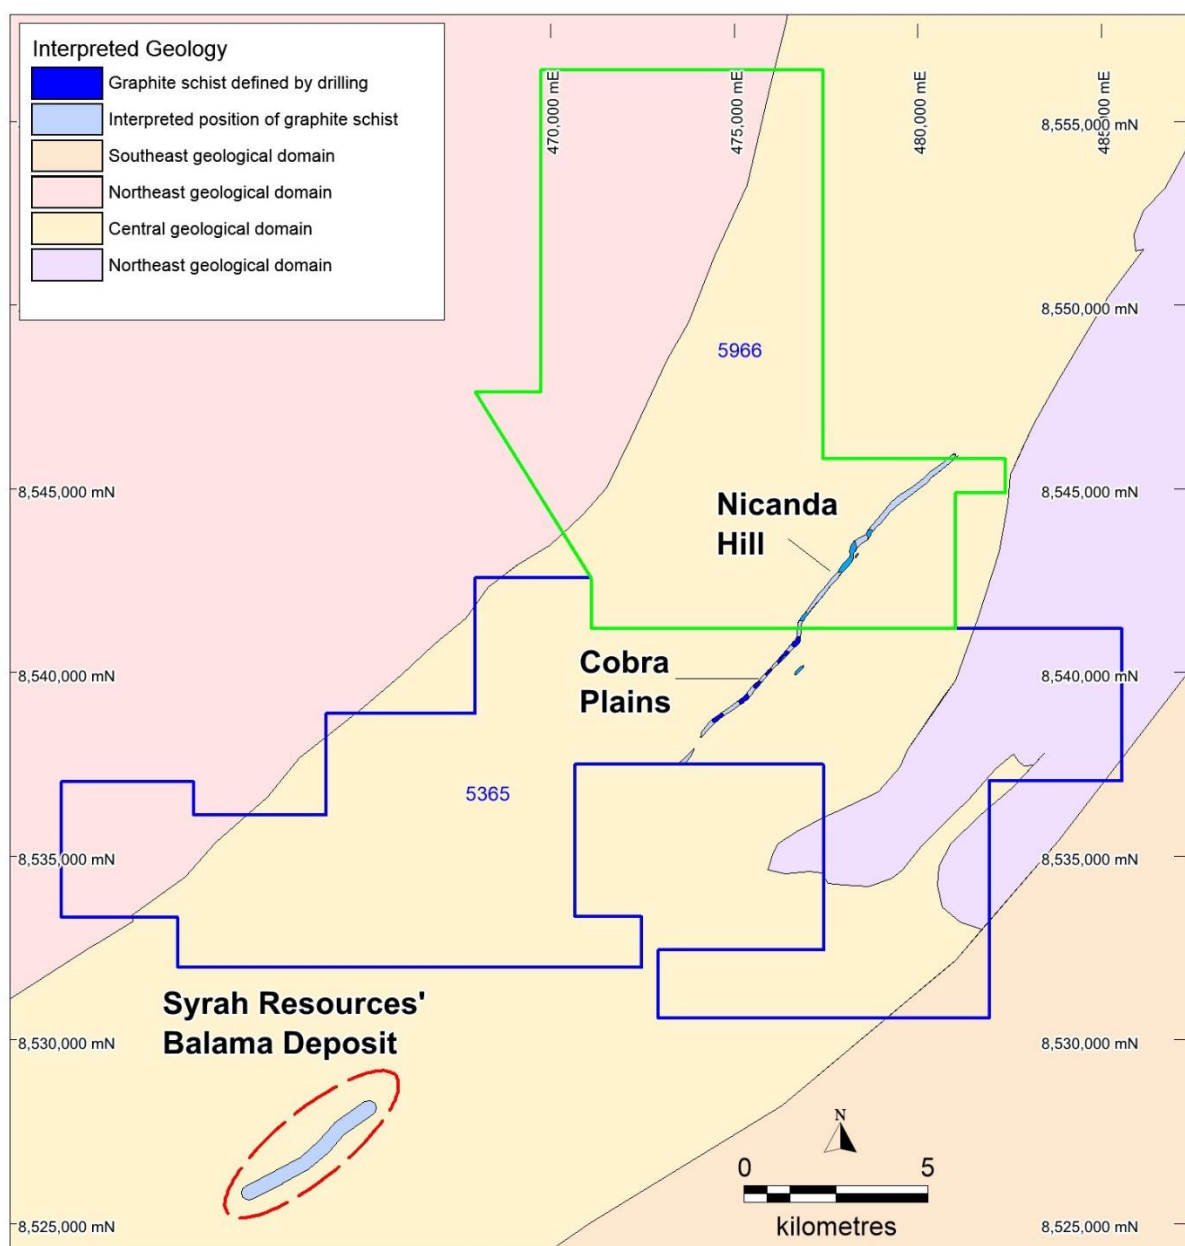 Interpreted Geology
Graphite schist defined by drilling
Interpreted position of graphite schist
Southeast geological domain
Northeast geological domain
Central geological domain
Northeast geological domain
470,000 mE
475,000 mE
480,000 mE
485,000 mE
8,555,000 mN
8,550,000 mN
5966
8,545,000 mN
8,545,000 mN
Nicanda
Hill
Cobra
Plains
8,540,000 mN
8,540,000 mN
5365
8,535,000 mN
8,535,000 mN
Syrah Resources'
Balama Deposit
8,530,000 mN
8,530,000 mN
N
0
5
kilometres
8,525,000 mN
8,525,000 mN